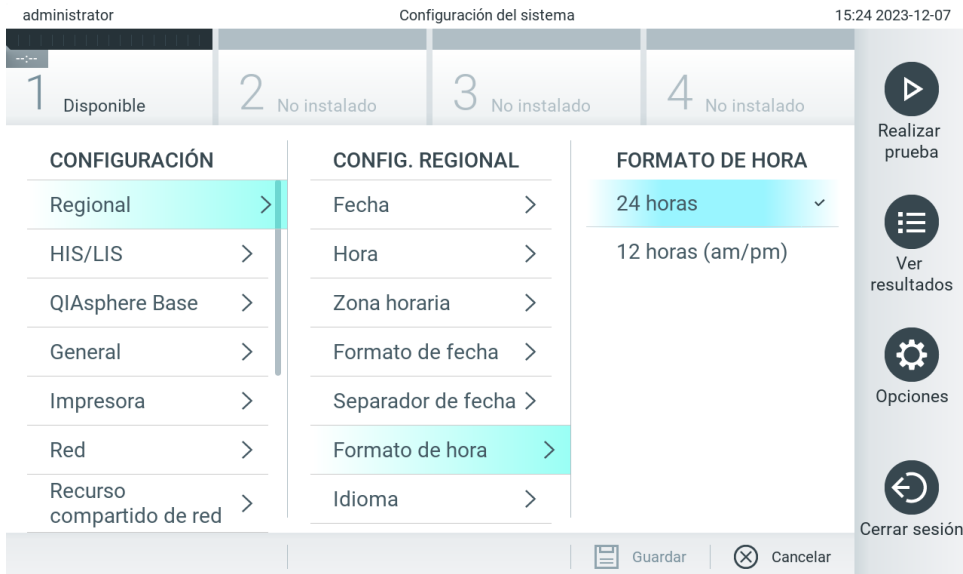 administrator
Configuración del sistema
15:24 2023-12-07
--:--
1 Disponible
2 No instalado
3 No instalado
4 No instalado
CONFIGURACIÓN
Regional
HIS/LIS
QIAsphere Base
General
Impresora
Red
Recurso
compartido de red
CONFIG. REGIONAL
Fecha
Hora
Zona horaria
Formato de fecha
Separador de fecha
Formato de hora
Idioma
FORMATO DE HORA
24 horas
12 horas (am/pm)
Realizar
prueba
Ver
resultados
Opciones
Cerrar sesión
Guardar
Cancelar